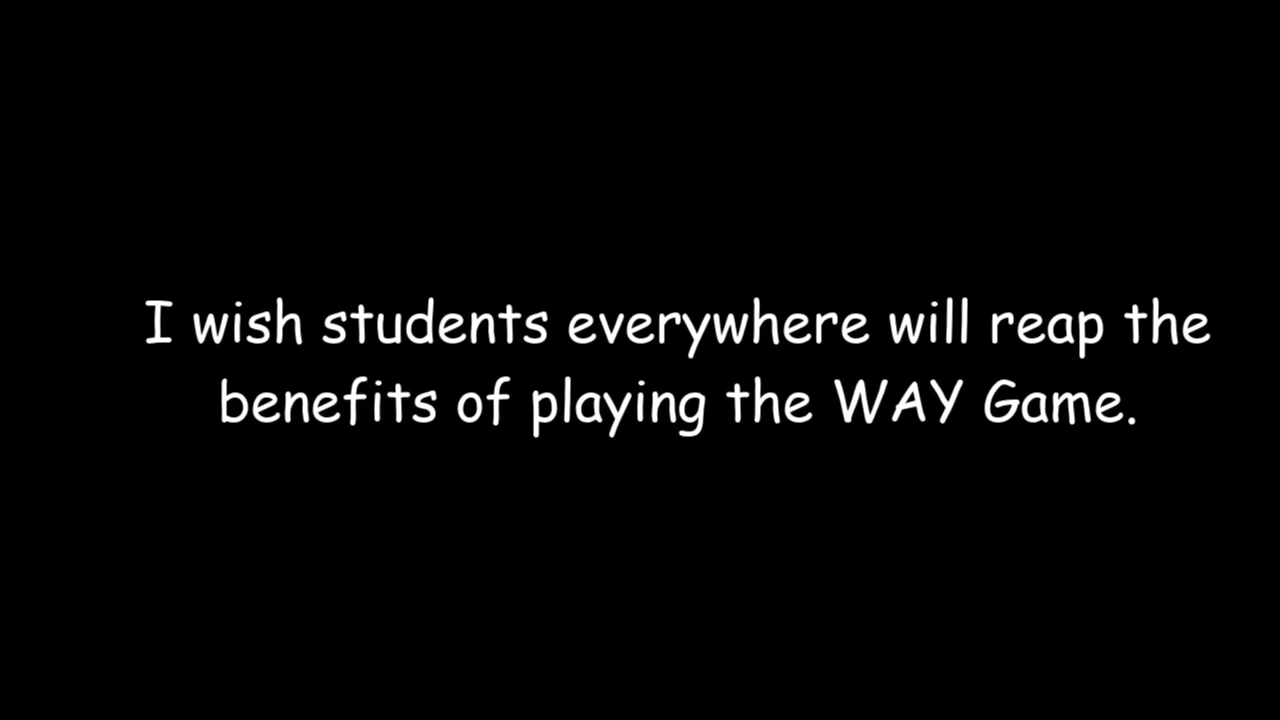 I wish students everywhere will reap the
benefits of playing the WAY Game.